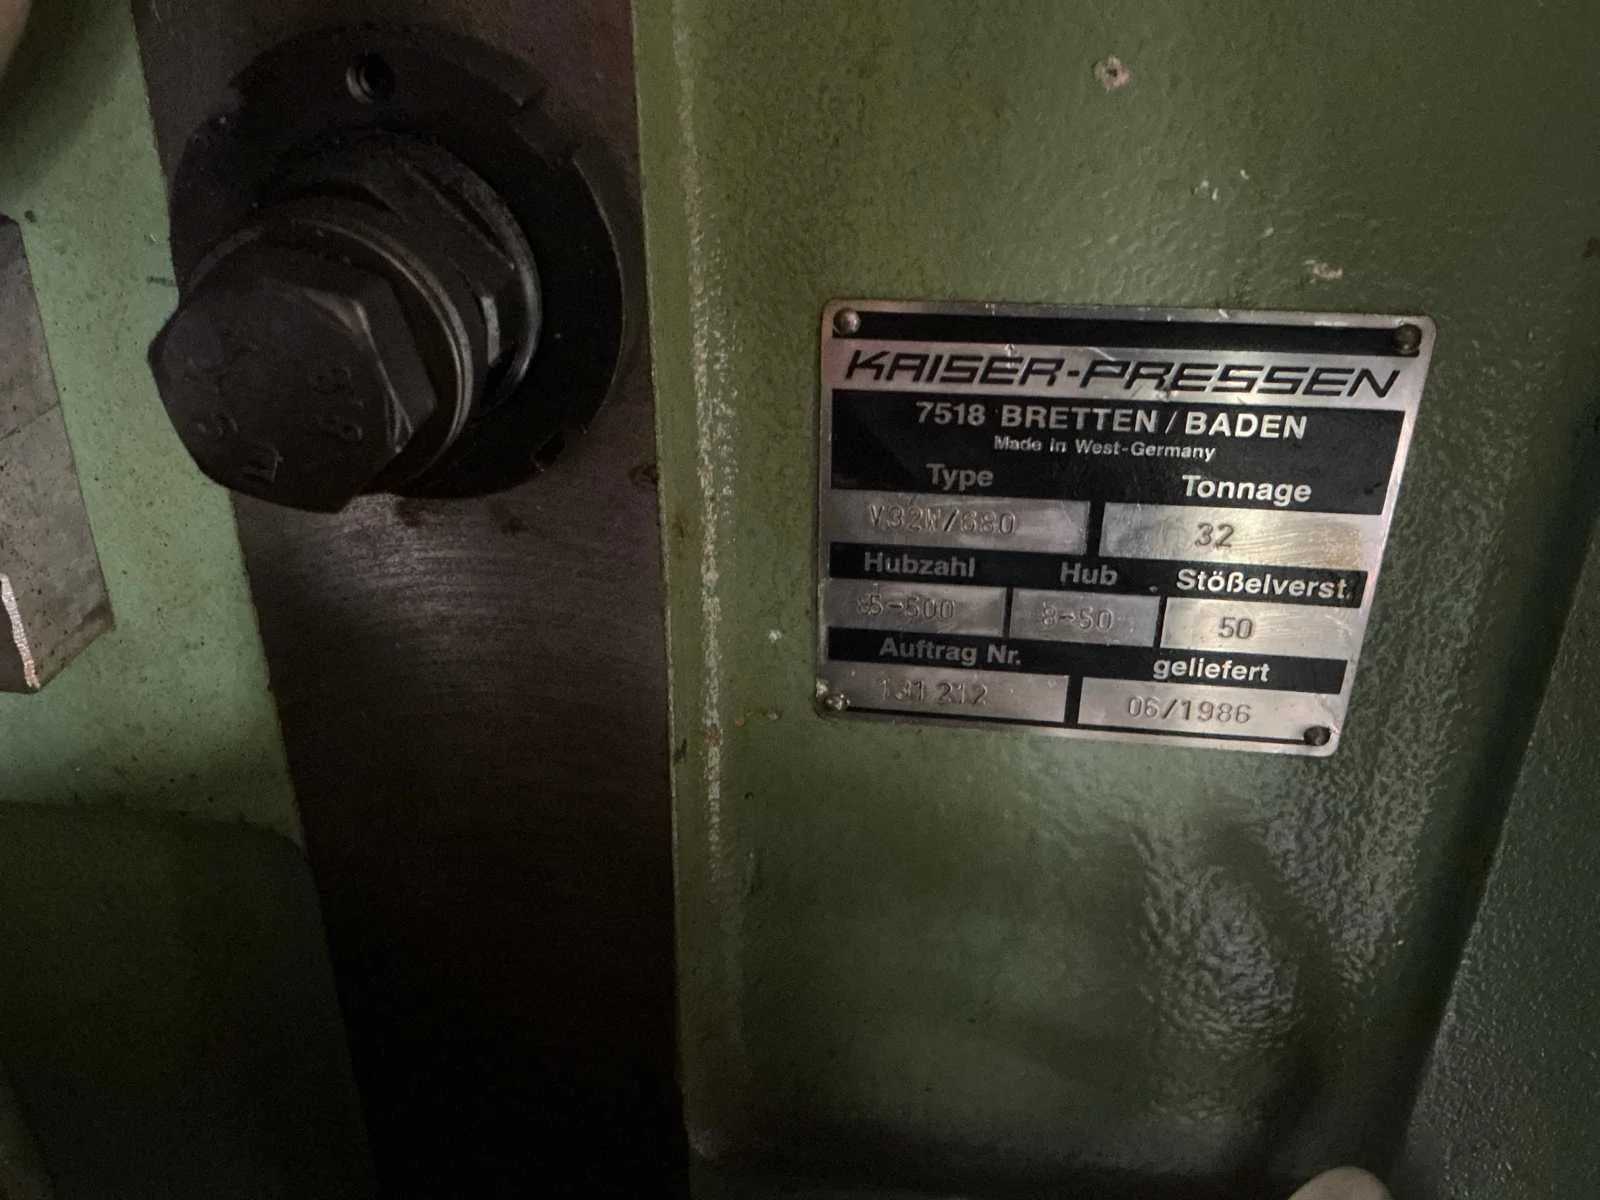 KAISER-PRESSEN
7518 BRETTEN / BADEN
Made in West-Germany
Type Tonnage
V32W/680 32
Hubzahl Hub Stößelverst.
85-500 8-50 50
Auftrag Nr. geliefert
131 212 06/1986